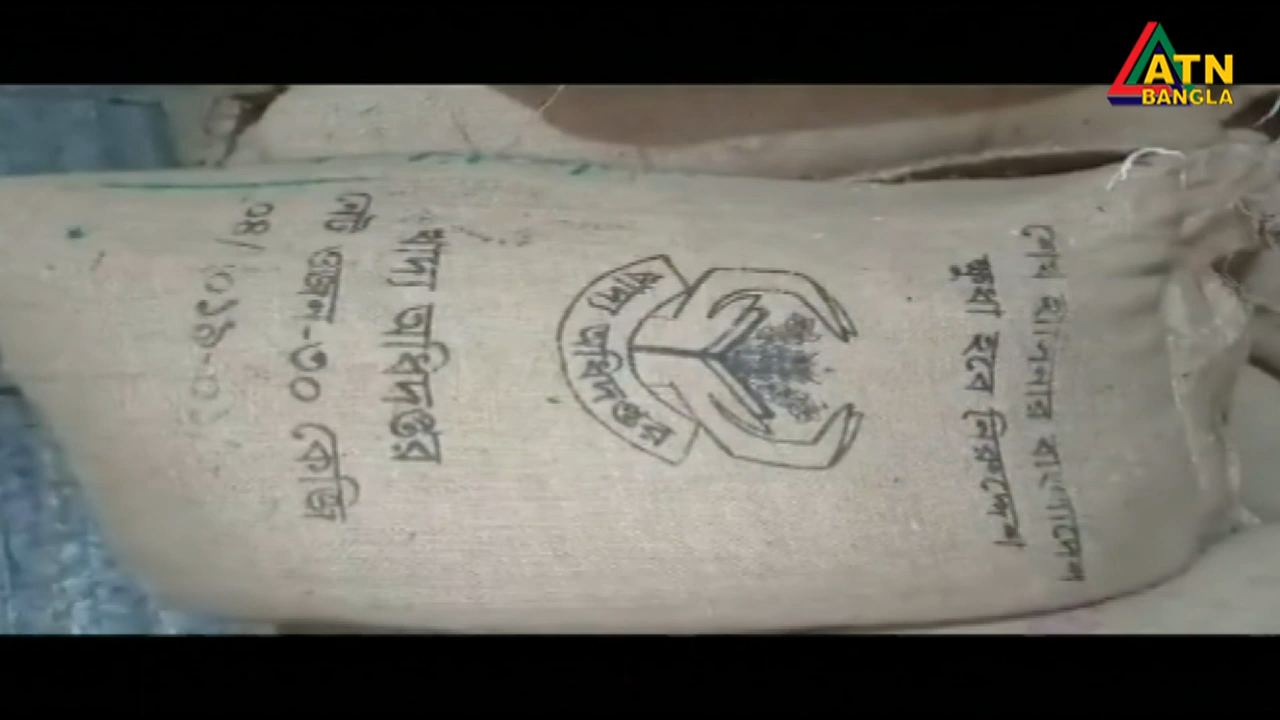 ATN
BANGLA
শেখ হাসিনার বাংলাদেশ
ক্ষুধা হবে নিরুদ্দেশ
খাদ্য অধিদপ্তর
খাদ্য অধিদপ্তর
নেট ওজন-৩০ কেজি